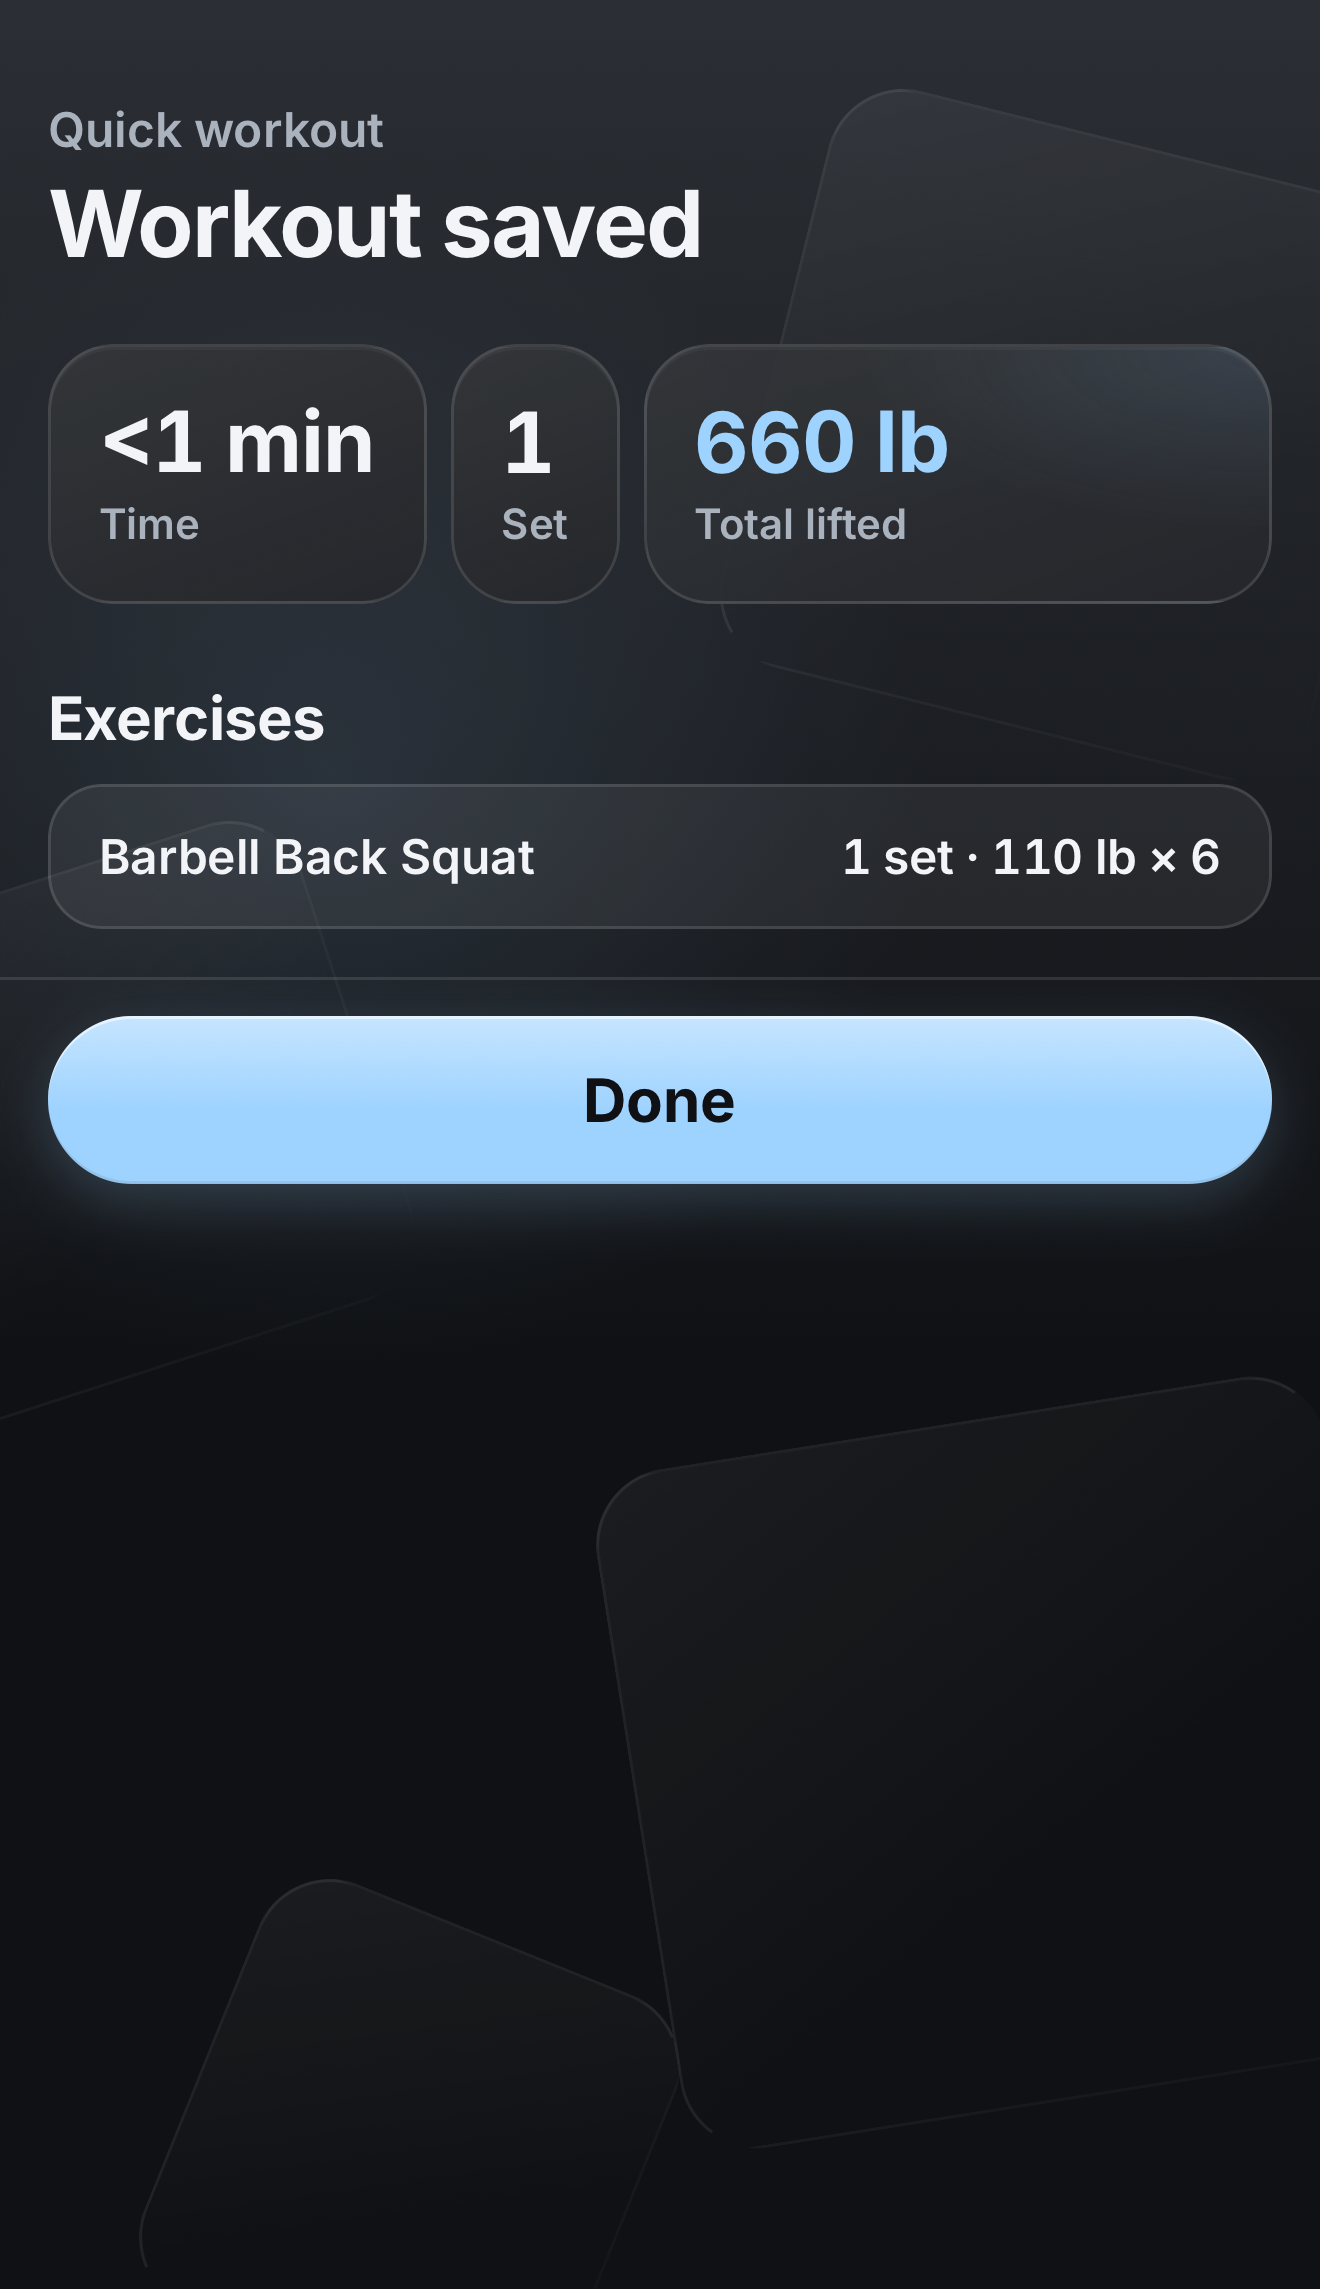 Quick workout
Workout saved
<1 min
Time
1
Set
660 lb
Total lifted
Exercises
Barbell Back Squat
1 set · 110 lb × 6
Done